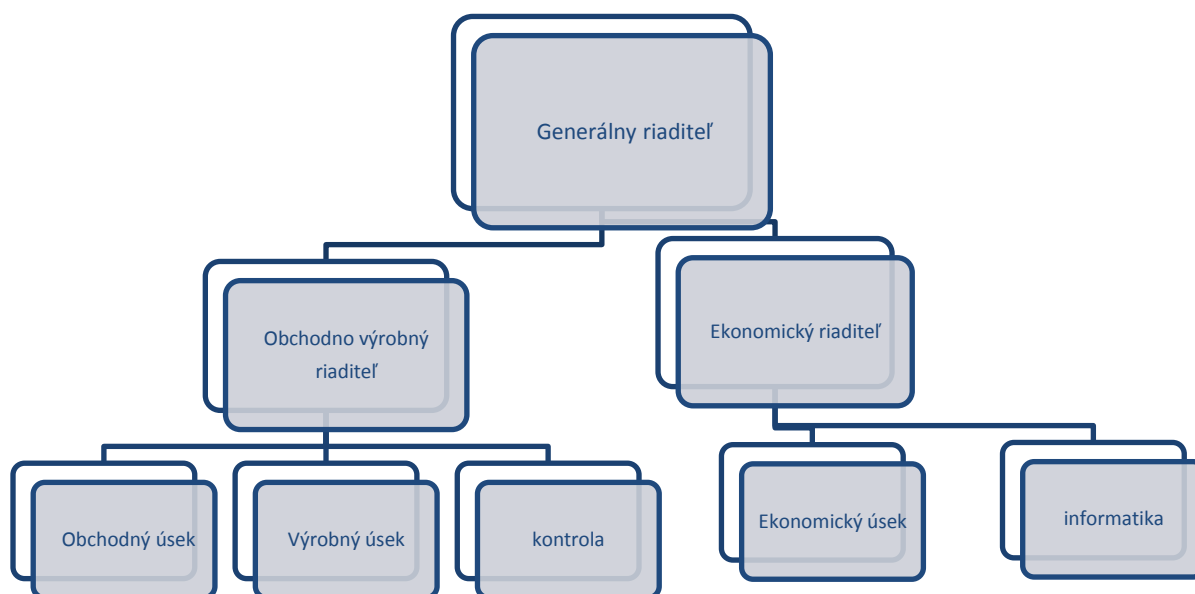 Generálny riaditeľ
Obchodno výrobný
riaditeľ
Ekonomický riaditeľ
Obchodný úsek
Výrobný úsek
kontrola
Ekonomický úsek
informatika